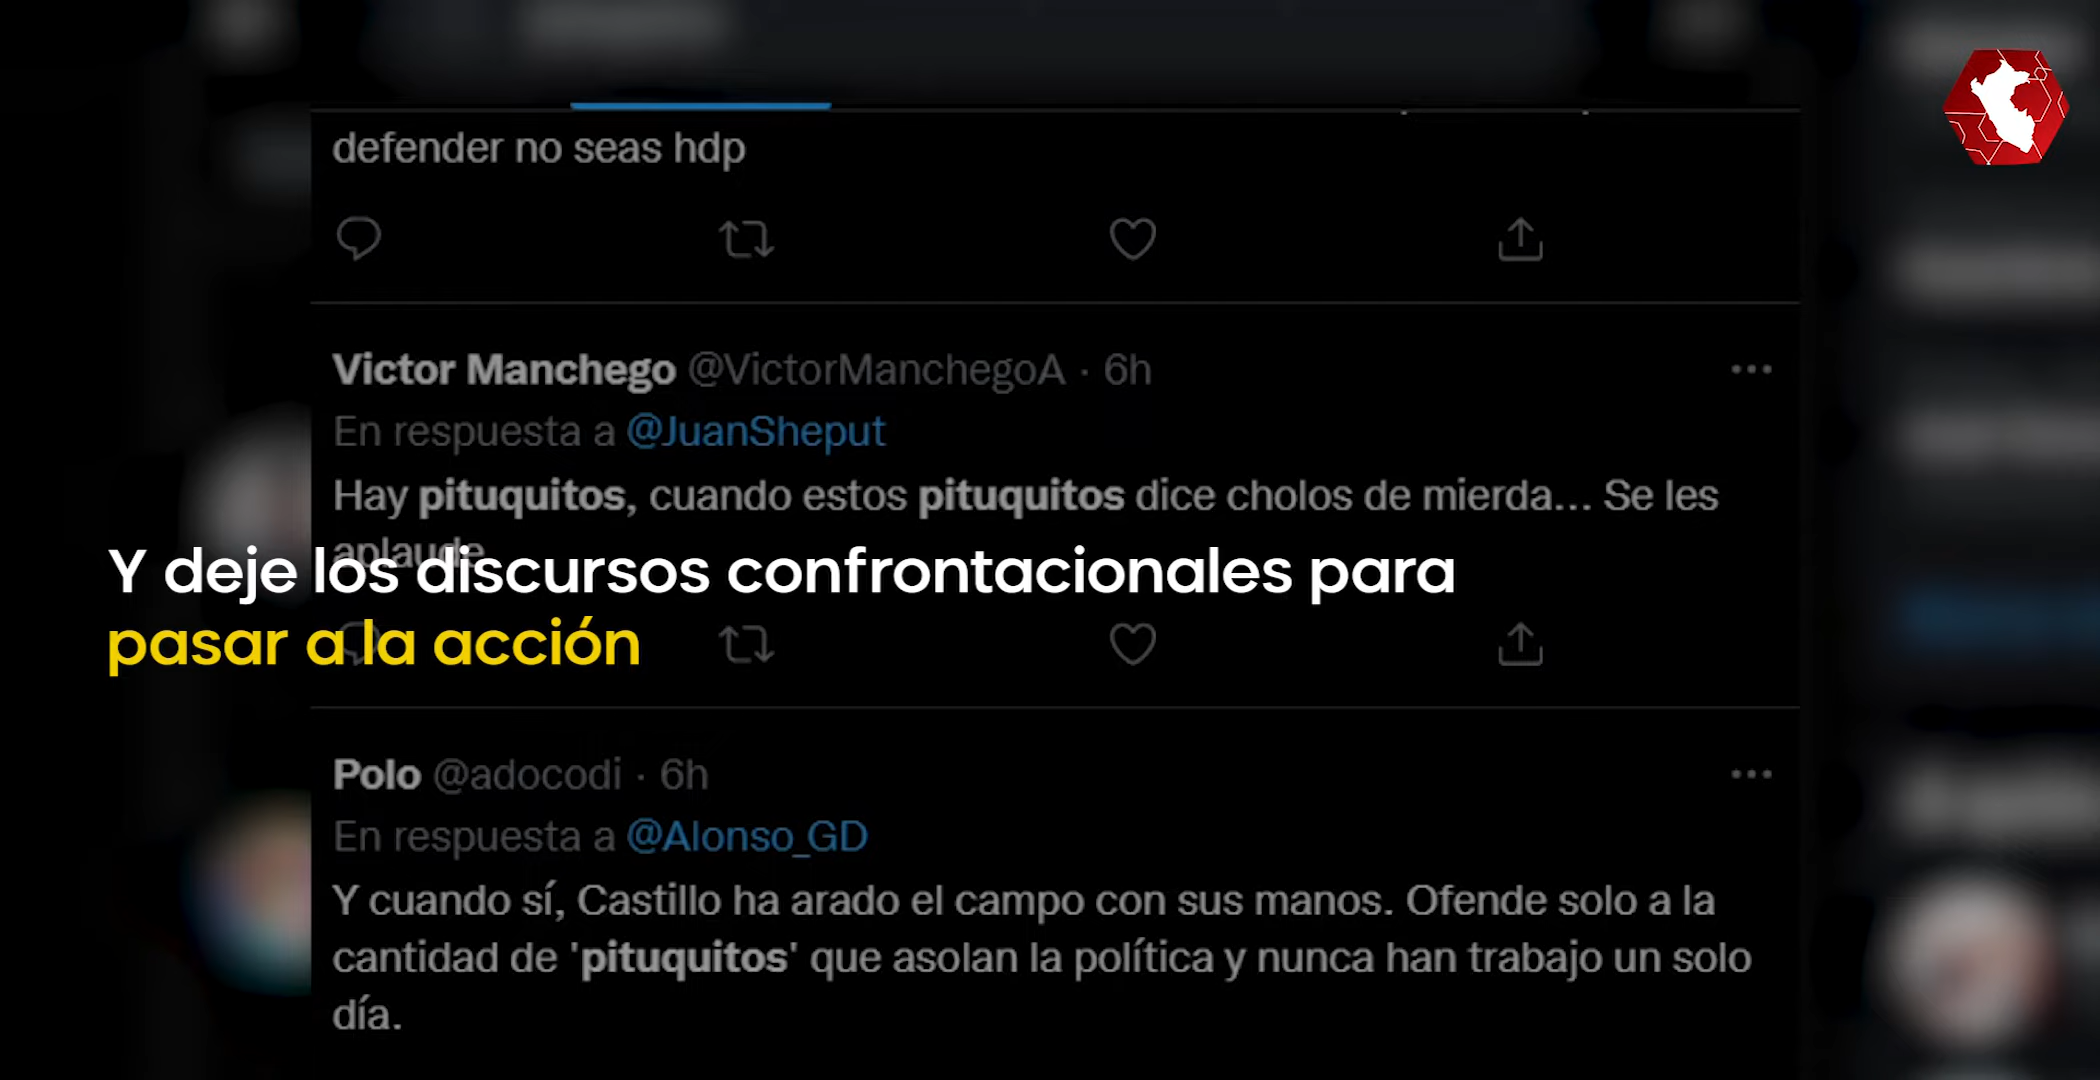 defender no seas hdp
Victor Manchego @VictorManchegoA · 6h
En respuesta a @JuanSheput
Hay pituquitos, cuando estos pituquitos dice cholos de mierda... Se les
aplaude
Y deje los discursos confrontacionales para
pasar a la acción
Polo @adocodi · 6h
En respuesta a @Alonso_GD
Y cuando sí, Castillo ha arado el campo con sus manos. Ofende solo a la
cantidad de 'pituquitos' que asolan la política y nunca han trabajo un solo
día.